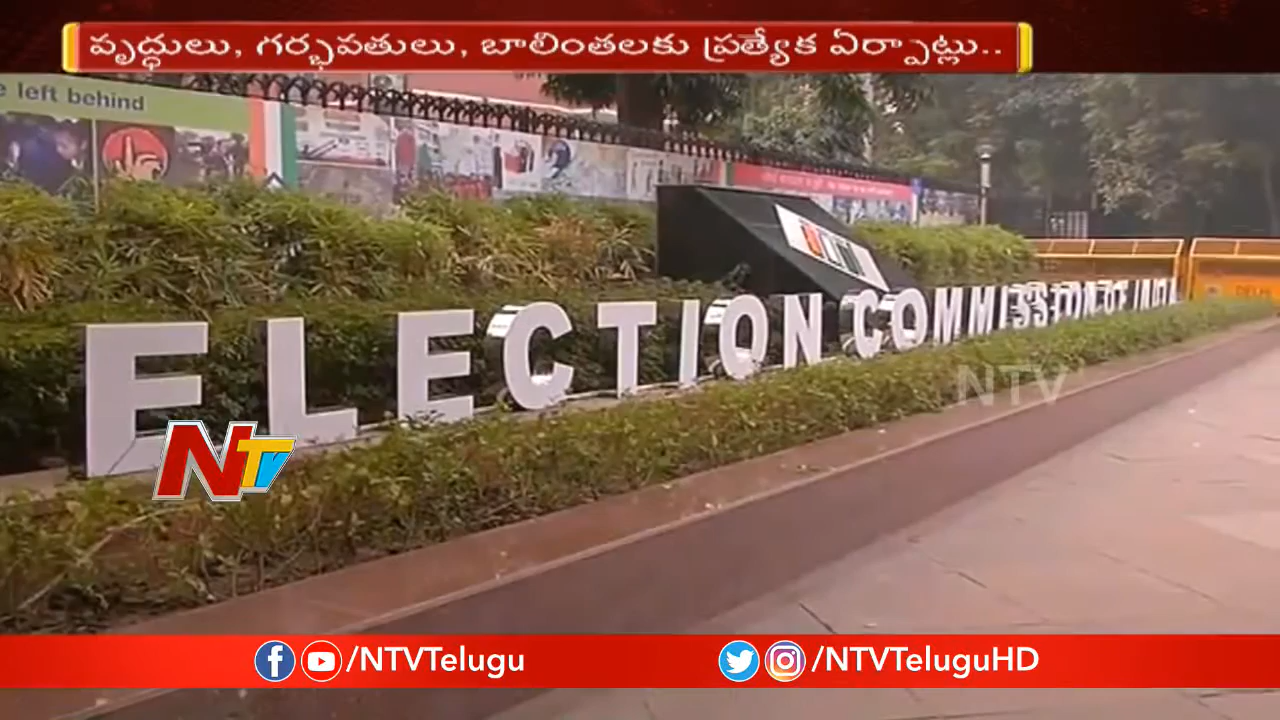 వృద్ధులు, గర్భవతులు, బాలింతలకు ప్రత్యేక ఏర్పాట్లు..
left behind
ELECTION COMMISSION OF INDIA
NTV
NTV
/NTVTelugu
/NTVTeluguHD